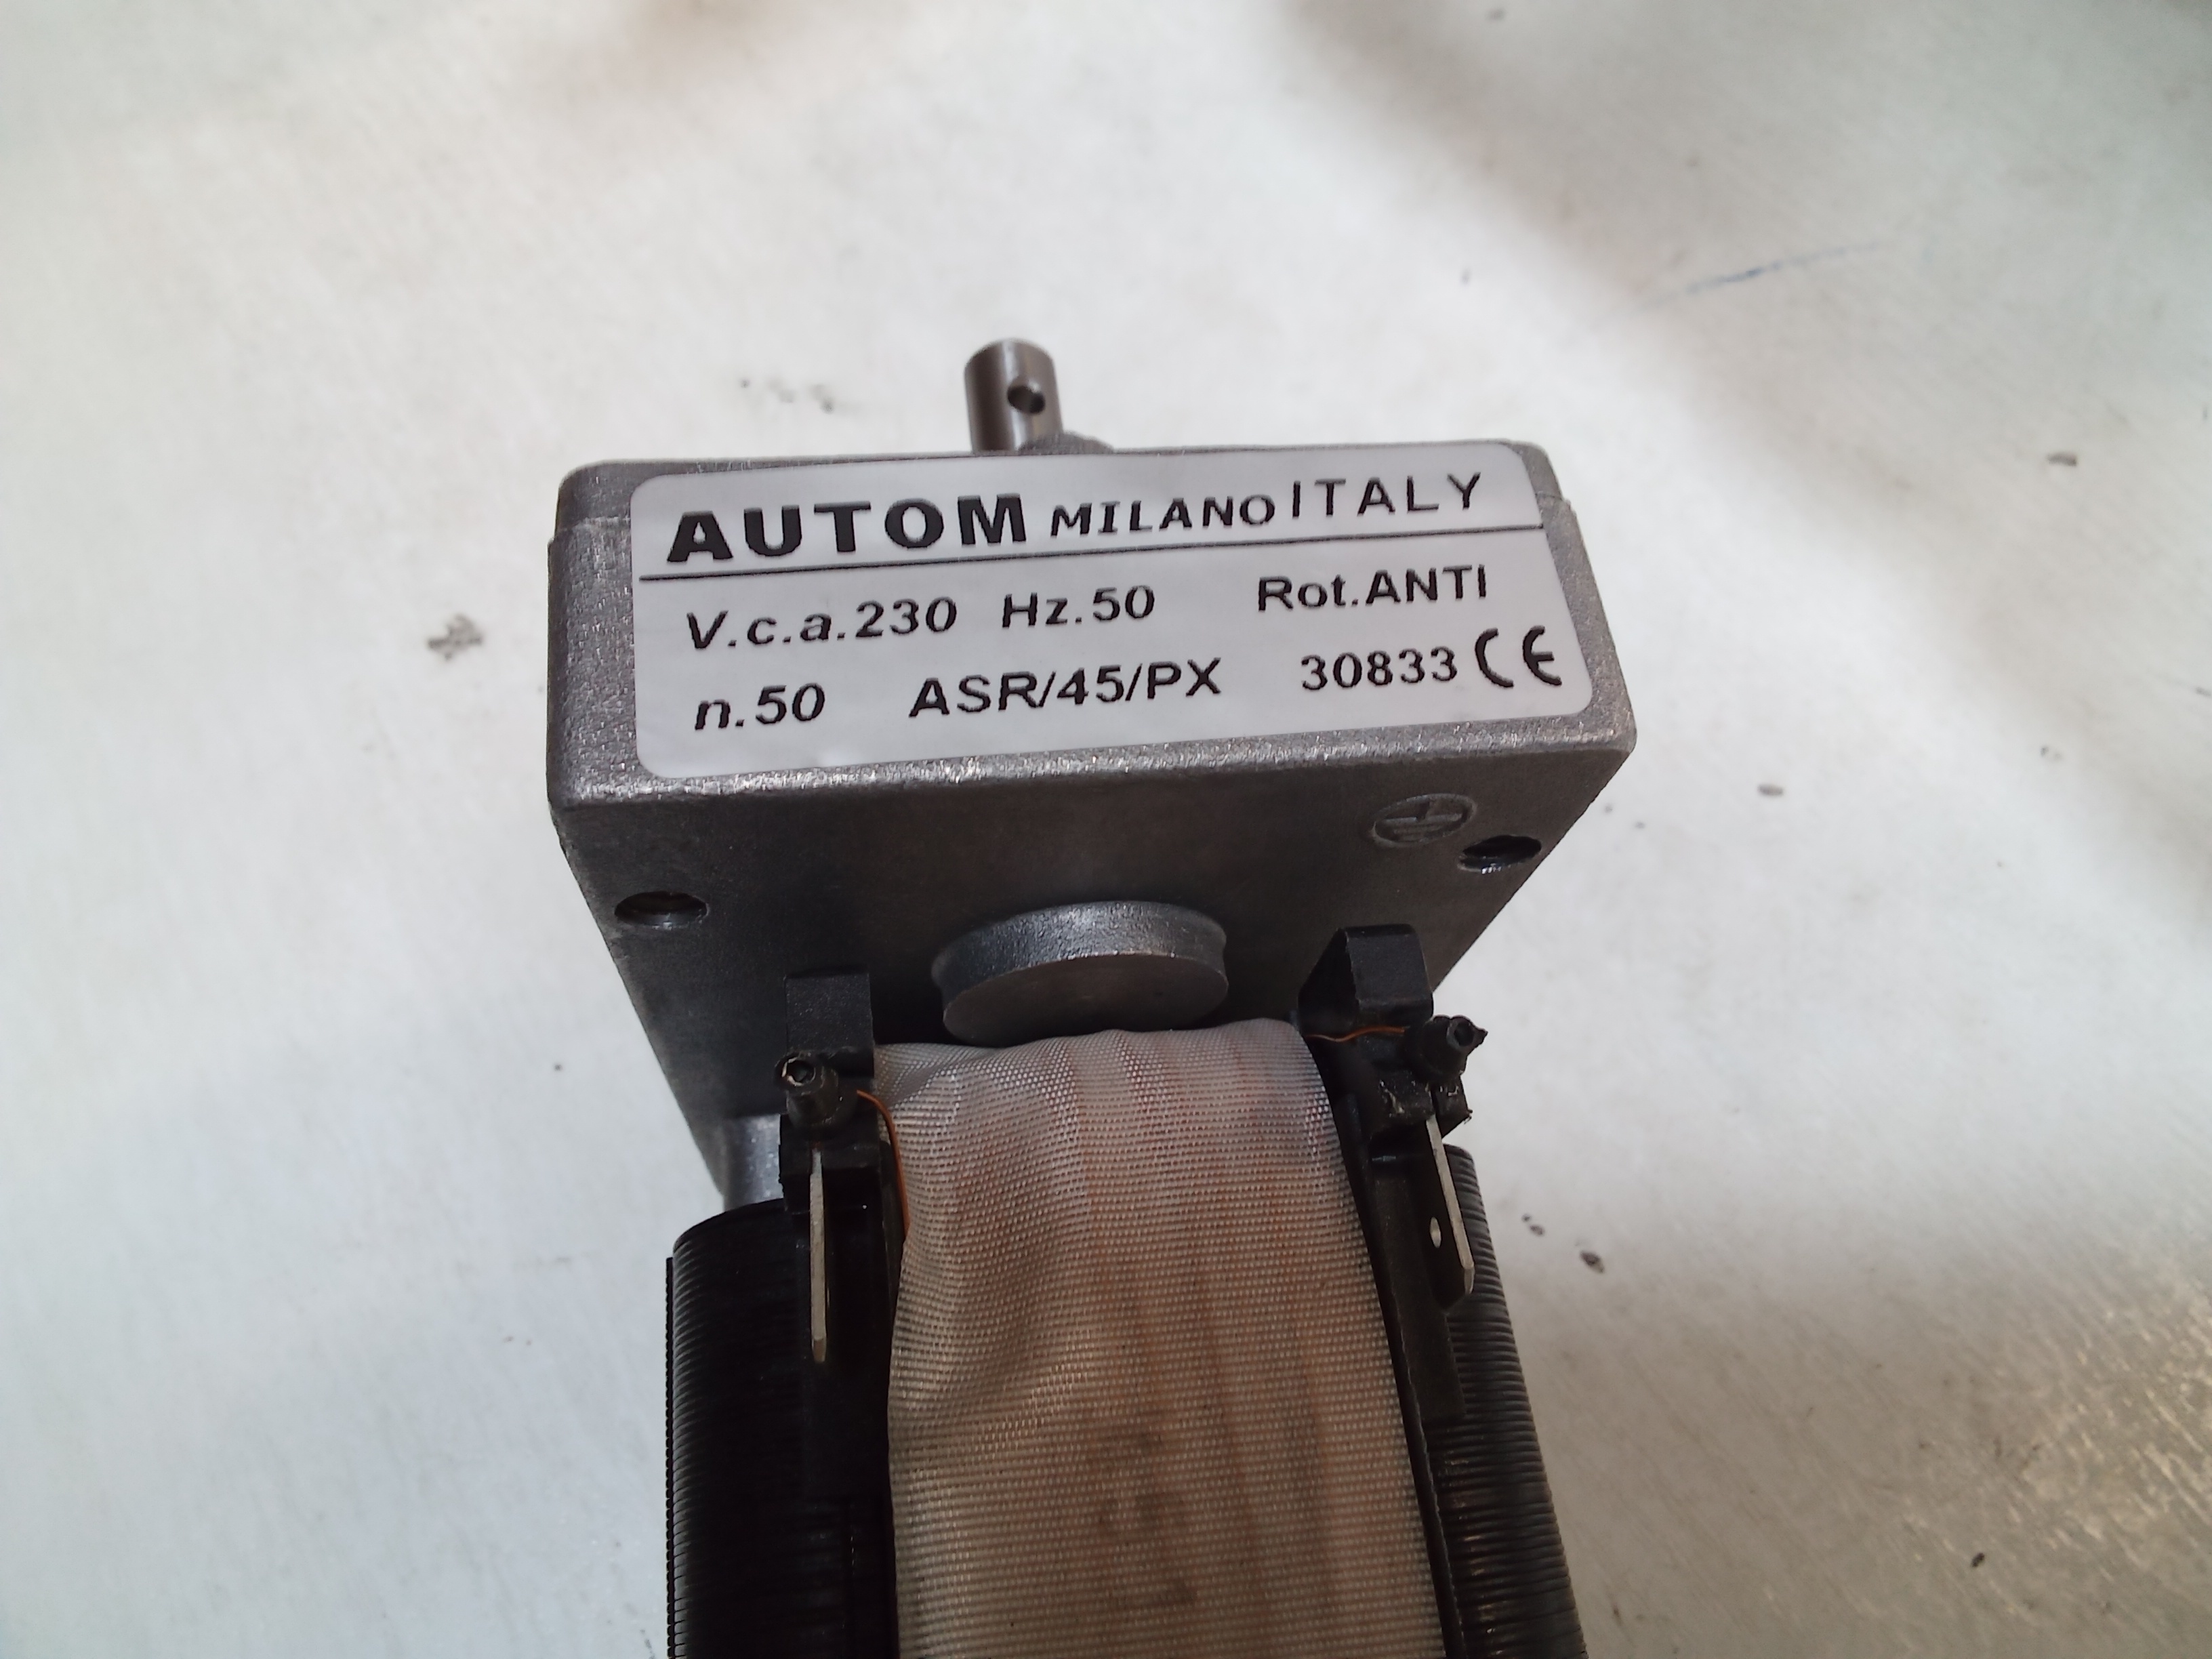 AUTOM MILANO ITALY
V.c.a.230 Hz.50 Rot.ANTI
n.50 ASR/45/PX 30833 CE